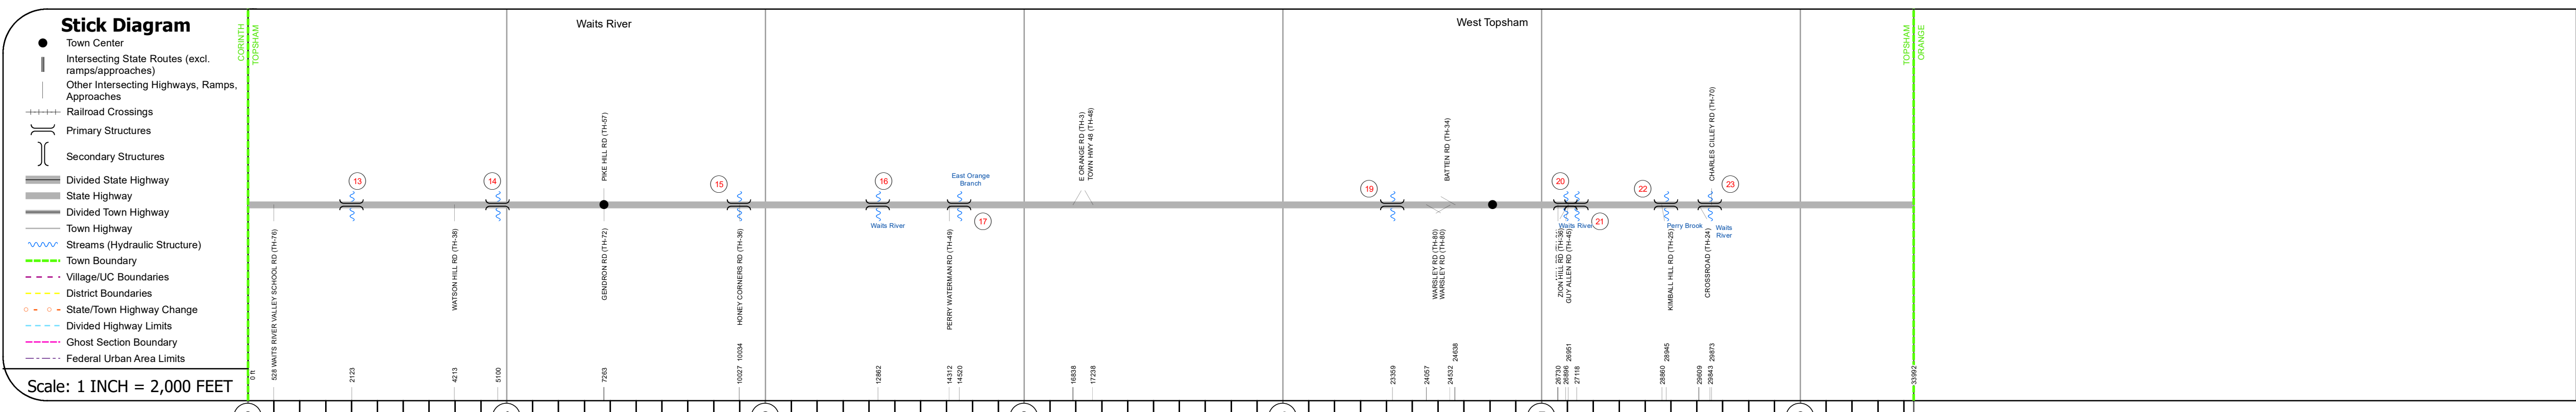 Stick Diagram
Town Center
Intersecting State Routes (excl.
ramps/approaches)
Other Intersecting Highways, Ramps,
Approaches
Railroad Crossings
Primary Structures
Secondary Structures
Divided State Highway
State Highway
Divided Town Highway
Town Highway
Streams (Hydraulic Structure)
Town Boundary
Village/UC Boundaries
District Boundaries
State/Town Highway Change
Divided Highway Limits
Ghost Section Boundary
Federal Urban Area Limits
Scale: 1 INCH = 2,000 FEET
CORINTH
TOPSHAM
Waits River
West Topsham
TOPSHAM
ORANGE
PIKE HILL RD (TH-57)
E ORANGE RD (TH-3)
TOWN HWY 48 (TH-48)
BATTEN RD (TH-34)
CHARLES CILLEY RD (TH-70)
13
14
15
16
East Orange
Branch
17
19
20
21
22
23
Waits River
Waits River
Perry Brook
Waits
River
WAITS RIVER VALLEY SCHOOL RD (TH-76)
WATSON HILL RD (TH-38)
GENDRON RD (TH-72)
HONEY CORNERS RD (TH-36)
PERRY WATERMAN RD (TH-49)
WARSLEY RD (TH-80)
WARSLEY RD (TH-80)
ZION HILL RD (TH-36)
GUY ALLEN RD (TH-45)
KIMBALL HILL RD (TH-25)
CROSSROAD (TH-24)
0 ft
528
2123
4213
5100
7263
10027
10034
12862
14312
14520
16838
17238
23359
24057
24532
24638
26730
26896
26951
27118
28860
28945
29609
29843
29873
33992